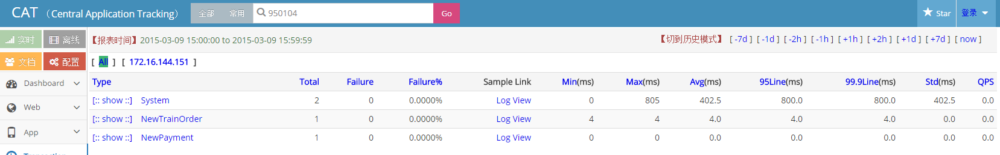 CAT （Central Application Tracking） 全部 常用 950104 Go Star 登录
实时 离线
【报表时间】2015-03-09 15:00:00 to 2015-03-09 15:59:59 【切到历史模式】 [ -7d ] [ -1d ] [ -2h ] [ -1h ] [ +1h ] [ +2h ] [ +1d ] [ +7d ] [ now ]
文档 配置
[ All ] [ 172.16.144.151 ]
Dashboard
Web
App
Transaction
Type Total Failure Failure% Sample Link Min(ms) Max(ms) Avg(ms) 95Line(ms) 99.9Line(ms) Std(ms) QPS
[:: show ::] System 2 0 0.0000% Log View 0 805 402.5 800.0 800.0 402.5 0.0
[:: show ::] NewTrainOrder 1 0 0.0000% Log View 4 4 4.0 4.0 4.0 0.0 0.0
[:: show ::] NewPayment 1 0 0.0000% Log View 0 0 0.0 0.0 0.0 0.0 0.0